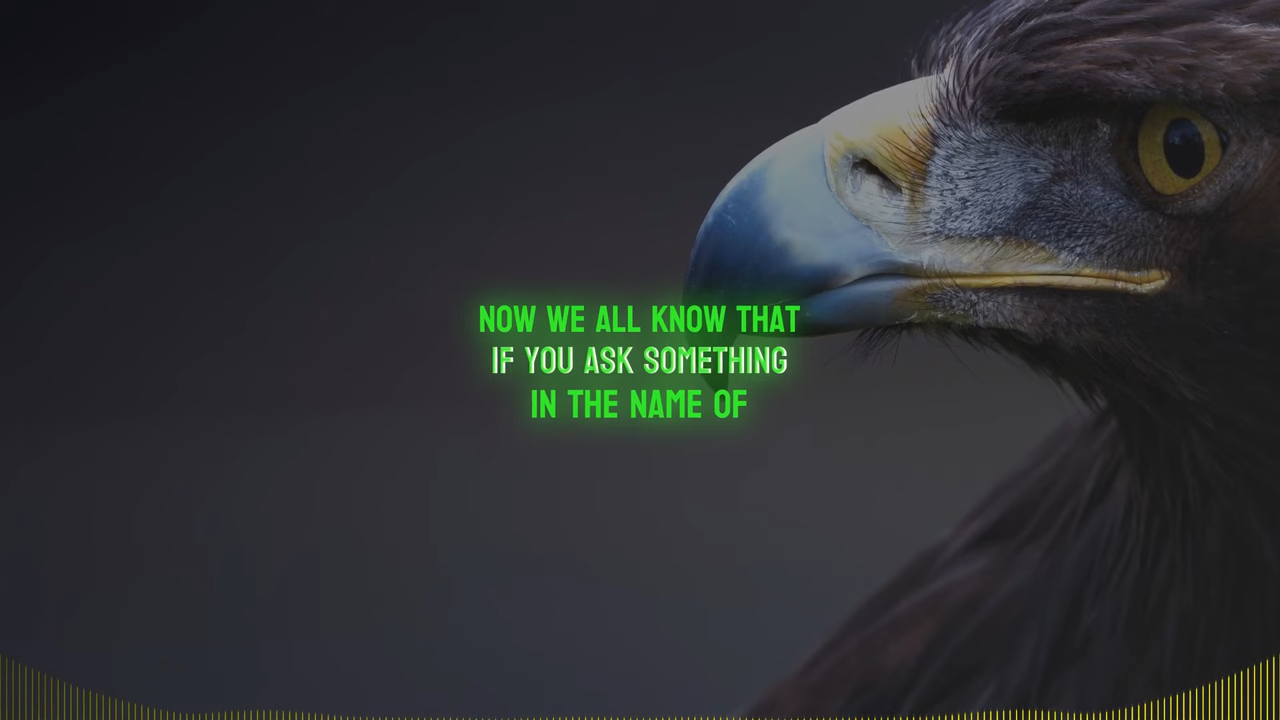 NOW WE ALL KNOW THAT
IF YOU ASK SOMETHING
IN THE NAME OF